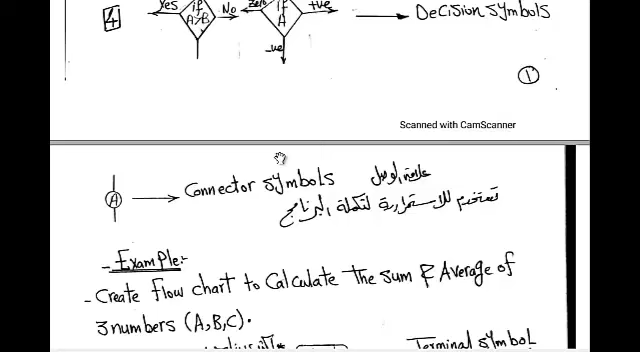 4 Yes if A>B No Zero if A +ve → Decision Symbols
-ve
1
Scanned with CamScanner
A → Connector Symbols علامة الوصل
تستخدم للاستمرارية لتكملة البرنامج
- Example:-
- Create flow chart to Calculate the sum & Average of
3 numbers (A,B,C).
Terminal symbol